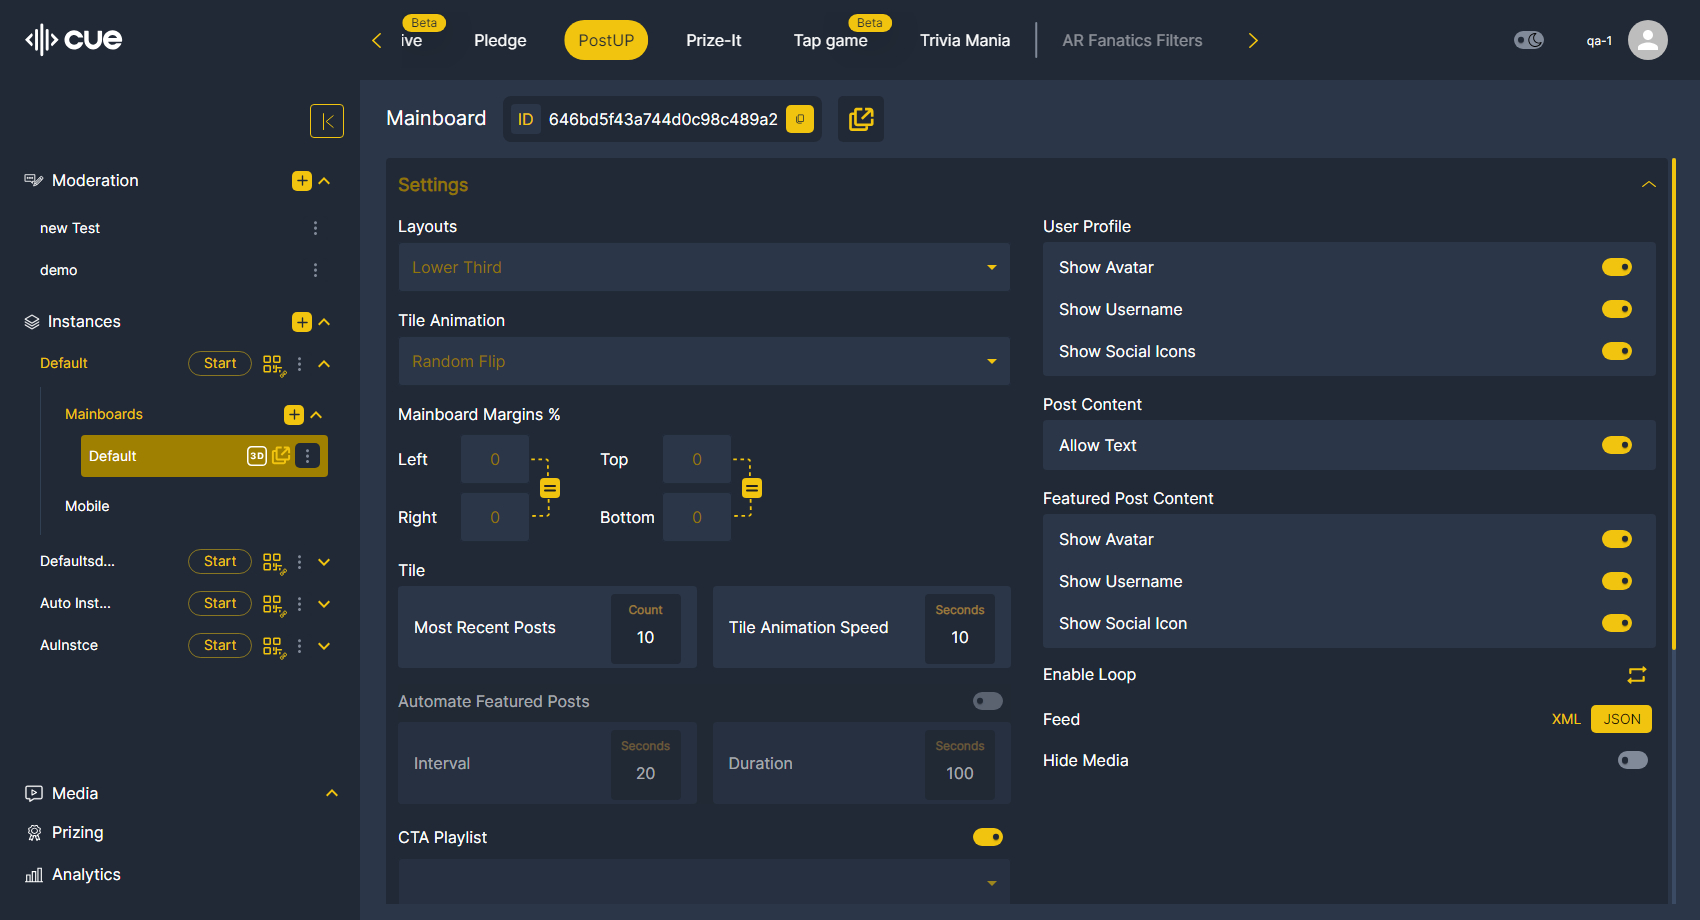 cue
Beta
ive
Pledge
PostUP
Prize-It
Beta
Tap game
Trivia Mania
AR Fanatics Filters
qa-1
Moderation
new Test
demo
Instances
Default
Start
Mainboards
Default
3D
Mobile
Defaultsd...
Start
Auto Inst...
Start
AuInstce
Start
Media
Prizing
Analytics
Mainboard
ID
646bd5f43a744d0c98c489a2
Settings
Layouts
Lower Third
Tile Animation
Random Flip
Mainboard Margins %
Left
0
Top
0
Right
0
Bottom
0
Tile
Most Recent Posts
Count
10
Tile Animation Speed
Seconds
10
Automate Featured Posts
Interval
Seconds
20
Duration
Seconds
100
CTA Playlist
User Profile
Show Avatar
Show Username
Show Social Icons
Post Content
Allow Text
Featured Post Content
Show Avatar
Show Username
Show Social Icon
Enable Loop
Feed
XML
JSON
Hide Media